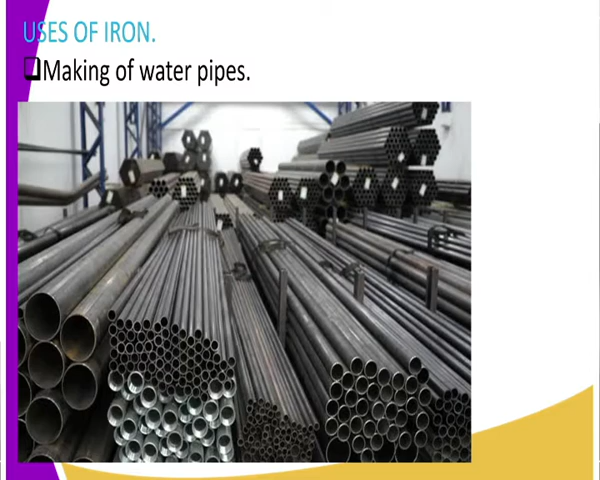 USES OF IRON.
❑Making of water pipes.